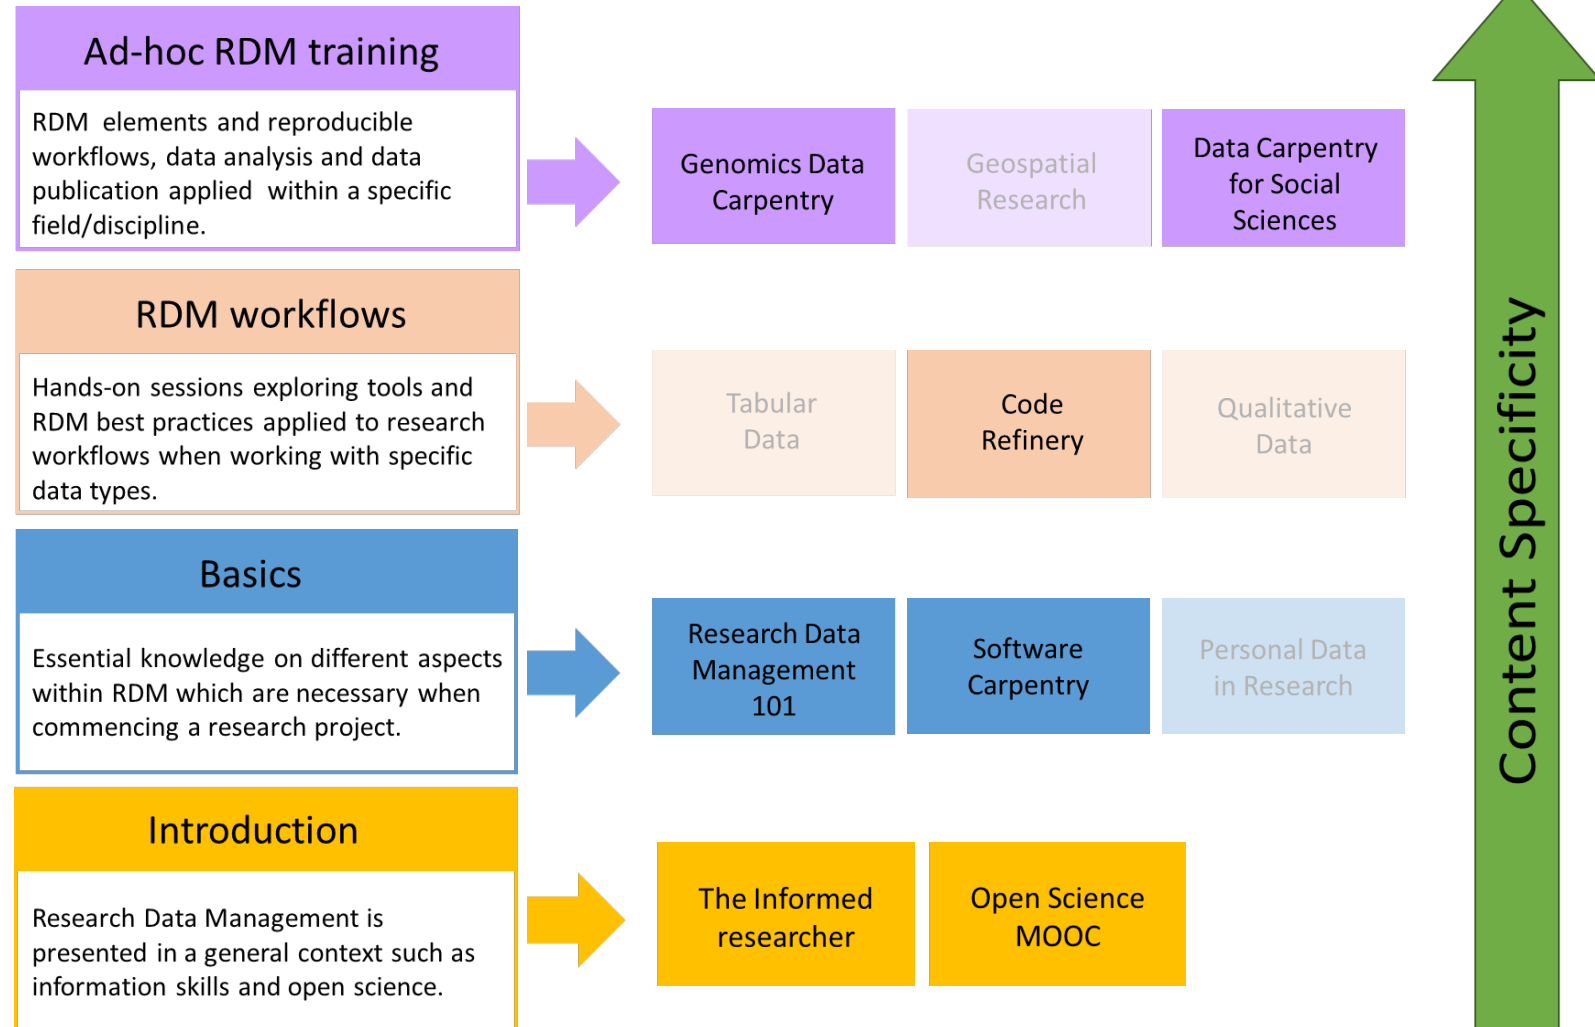 Ad-hoc RDM training
RDM elements and reproducible
workflows, data analysis and data
publication applied within a specific
field/discipline.
Genomics Data
Carpentry
Geospatial
Research
Data Carpentry
for Social
Sciences
RDM workflows
Hands-on sessions exploring tools and
RDM best practices applied to research
workflows when working with specific
data types.
Tabular
Data
Code
Refinery
Qualitative
Data
Basics
Essential knowledge on different aspects
within RDM which are necessary when
commencing a research project.
Research Data
Management
101
Software
Carpentry
Personal Data
in Research
Introduction
Research Data Management is
presented in a general context such as
information skills and open science.
The Informed
researcher
Open Science
MOOC
Content Specificity